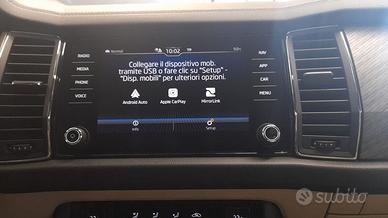 Normal 10:02
RADIO
MEDIA
PHONE
VOICE
Collegare il dispositivo mob.
tramite USB o fare clic su "Setup" -
"Disp. mobili" per ulteriori opzioni.
Android Auto Apple CarPlay MirrorLink
Info Setup
NAV
APP
CAR
MENU
subito